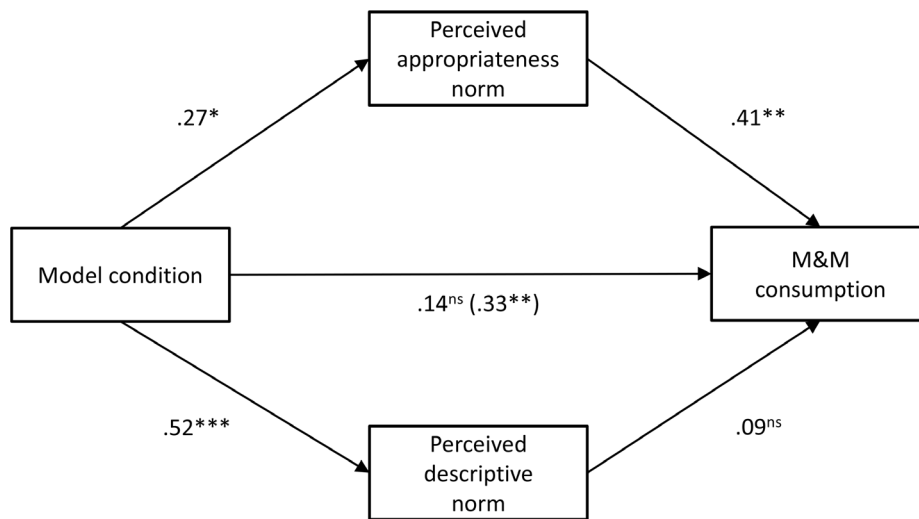 Perceived
appropriateness
norm
.27*
.41**
Model condition
M&M
consumption
.14ns (.33**)
.52***
.09ns
Perceived
descriptive
norm